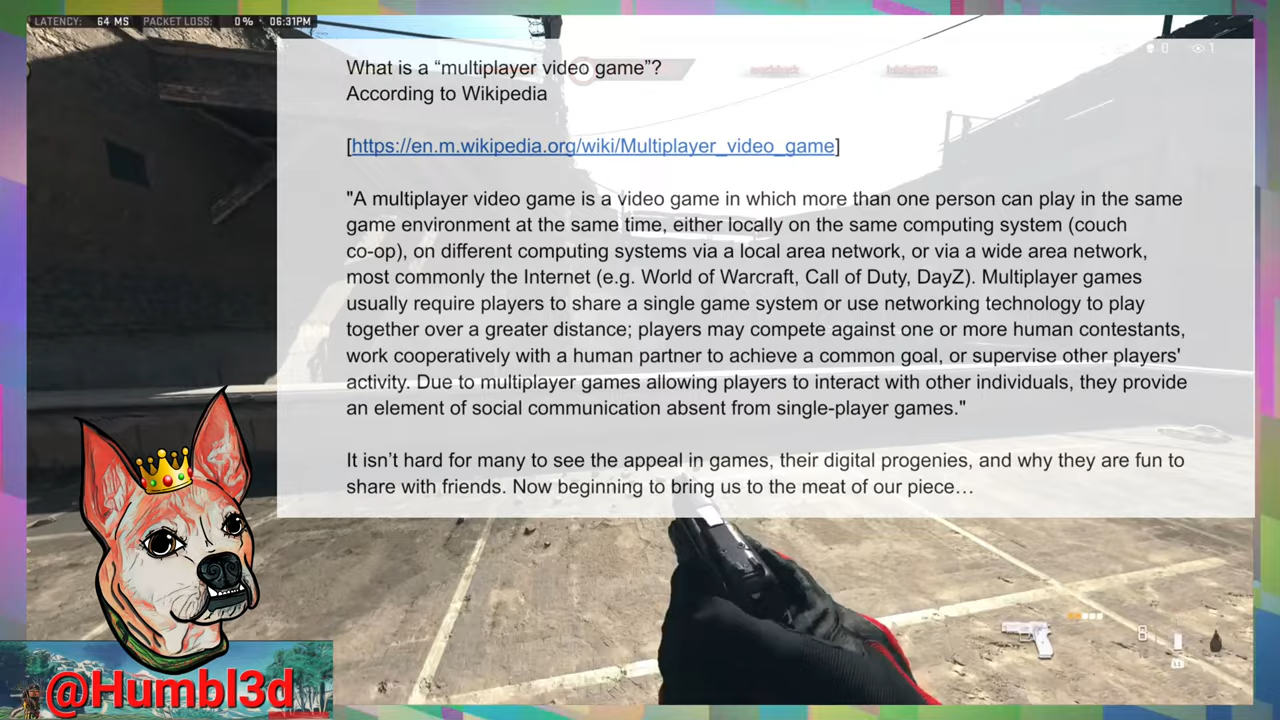 LATENCY: 64 MS PACKET LOSS: 0% · 06:31PM
0 1
What is a “multiplayer video game”?
According to Wikipedia
[https://en.m.wikipedia.org/wiki/Multiplayer_video_game]
"A multiplayer video game is a video game in which more than one person can play in the same
game environment at the same time, either locally on the same computing system (couch
co-op), on different computing systems via a local area network, or via a wide area network,
most commonly the Internet (e.g. World of Warcraft, Call of Duty, DayZ). Multiplayer games
usually require players to share a single game system or use networking technology to play
together over a greater distance; players may compete against one or more human contestants,
work cooperatively with a human partner to achieve a common goal, or supervise other players'
activity. Due to multiplayer games allowing players to interact with other individuals, they provide
an element of social communication absent from single-player games."
It isn’t hard for many to see the appeal in games, their digital progenies, and why they are fun to
share with friends. Now beginning to bring us to the meat of our piece…
8
@Humbl3d